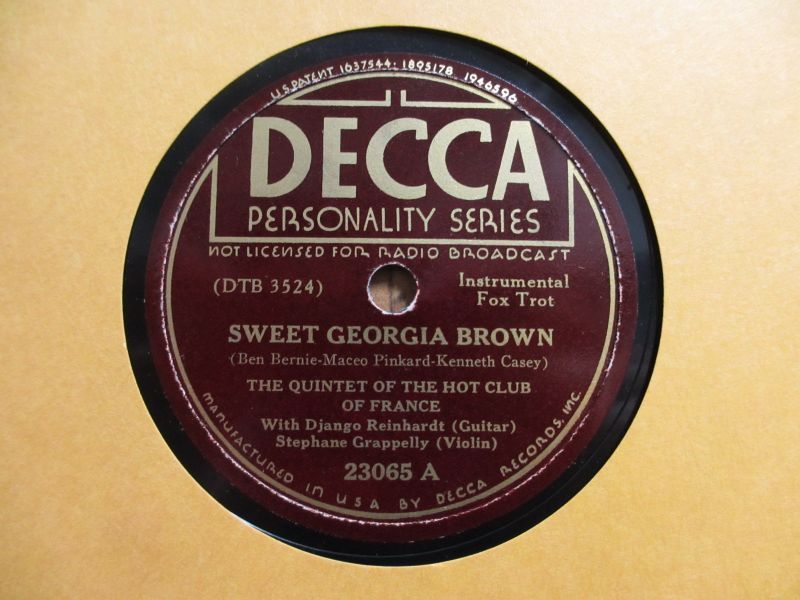 U.S. PATENT 1637544: 1895178 1946596
DECCA
PERSONALITY SERIES
NOT LICENSED FOR RADIO BROADCAST
(DTB 3524)
Instrumental
Fox Trot
SWEET GEORGIA BROWN
(Ben Bernie-Maceo Pinkard-Kenneth Casey)
THE QUINTET OF THE HOT CLUB
OF FRANCE
With Django Reinhardt (Guitar)
Stephane Grappelly (Violin)
23065 A
MANUFACTURED IN U S A BY DECCA RECORDS, INC.